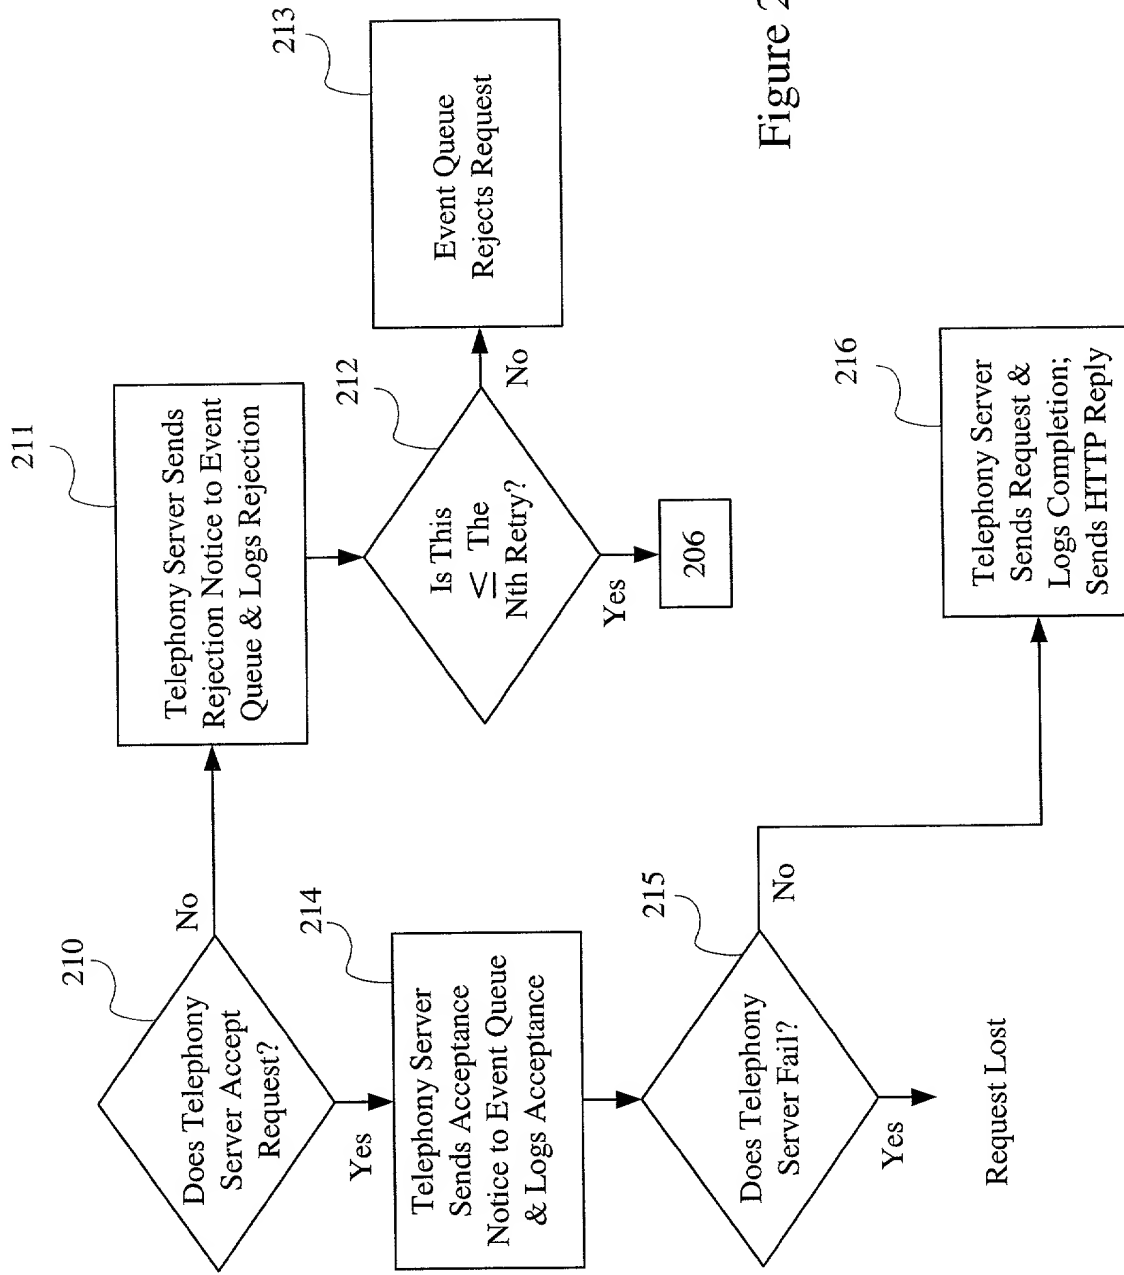 210
Does Telephony
Server Accept
Request?
No
Yes
211
Telephony Server Sends
Rejection Notice to Event
Queue & Logs Rejection
212
Is This
≤ The
Nth Retry?
No
Yes
206
213
Event Queue
Rejects Request
214
Telephony Server
Sends Acceptance
Notice to Event Queue
& Logs Acceptance
215
Does Telephony
Server Fail?
No
Yes
Request Lost
216
Telephony Server
Sends Request &
Logs Completion;
Sends HTTP Reply
Figure 2